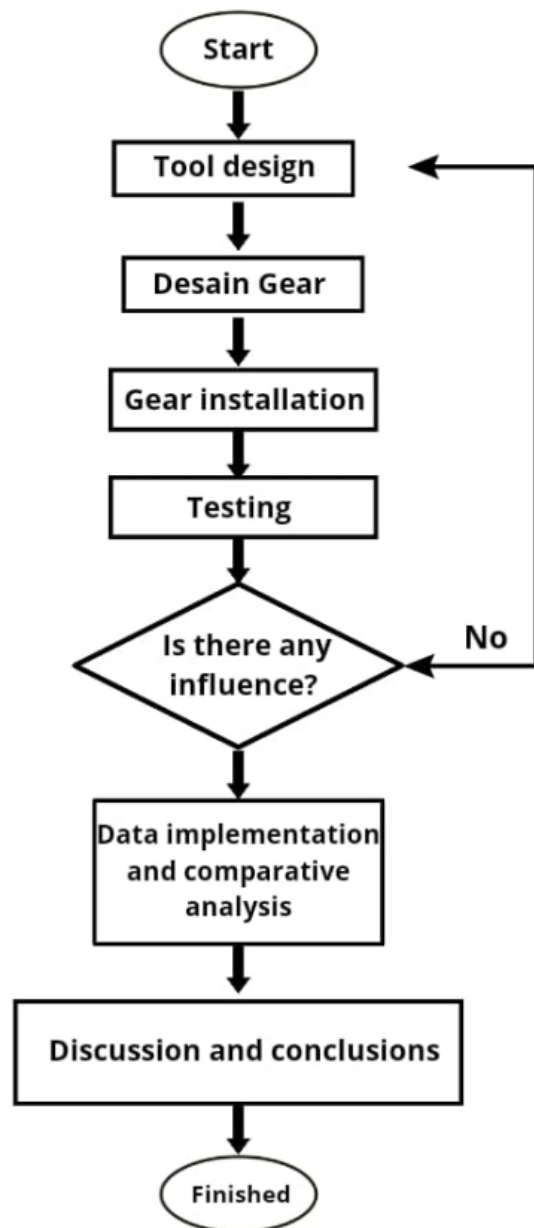 Start
Tool design
Desain Gear
Gear installation
Testing
Is there any
influence?
No
Data implementation
and comparative
analysis
Discussion and conclusions
Finished